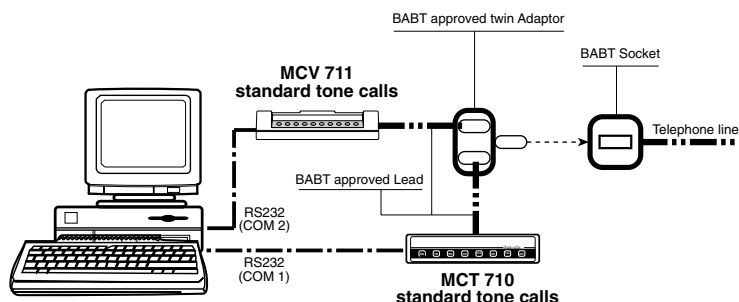 BABT approved twin Adaptor
BABT Socket
MCV 711
standard tone calls
Telephone line
BABT approved Lead
RS232
(COM 2)
RS232
(COM 1)
MCT 710
standard tone calls